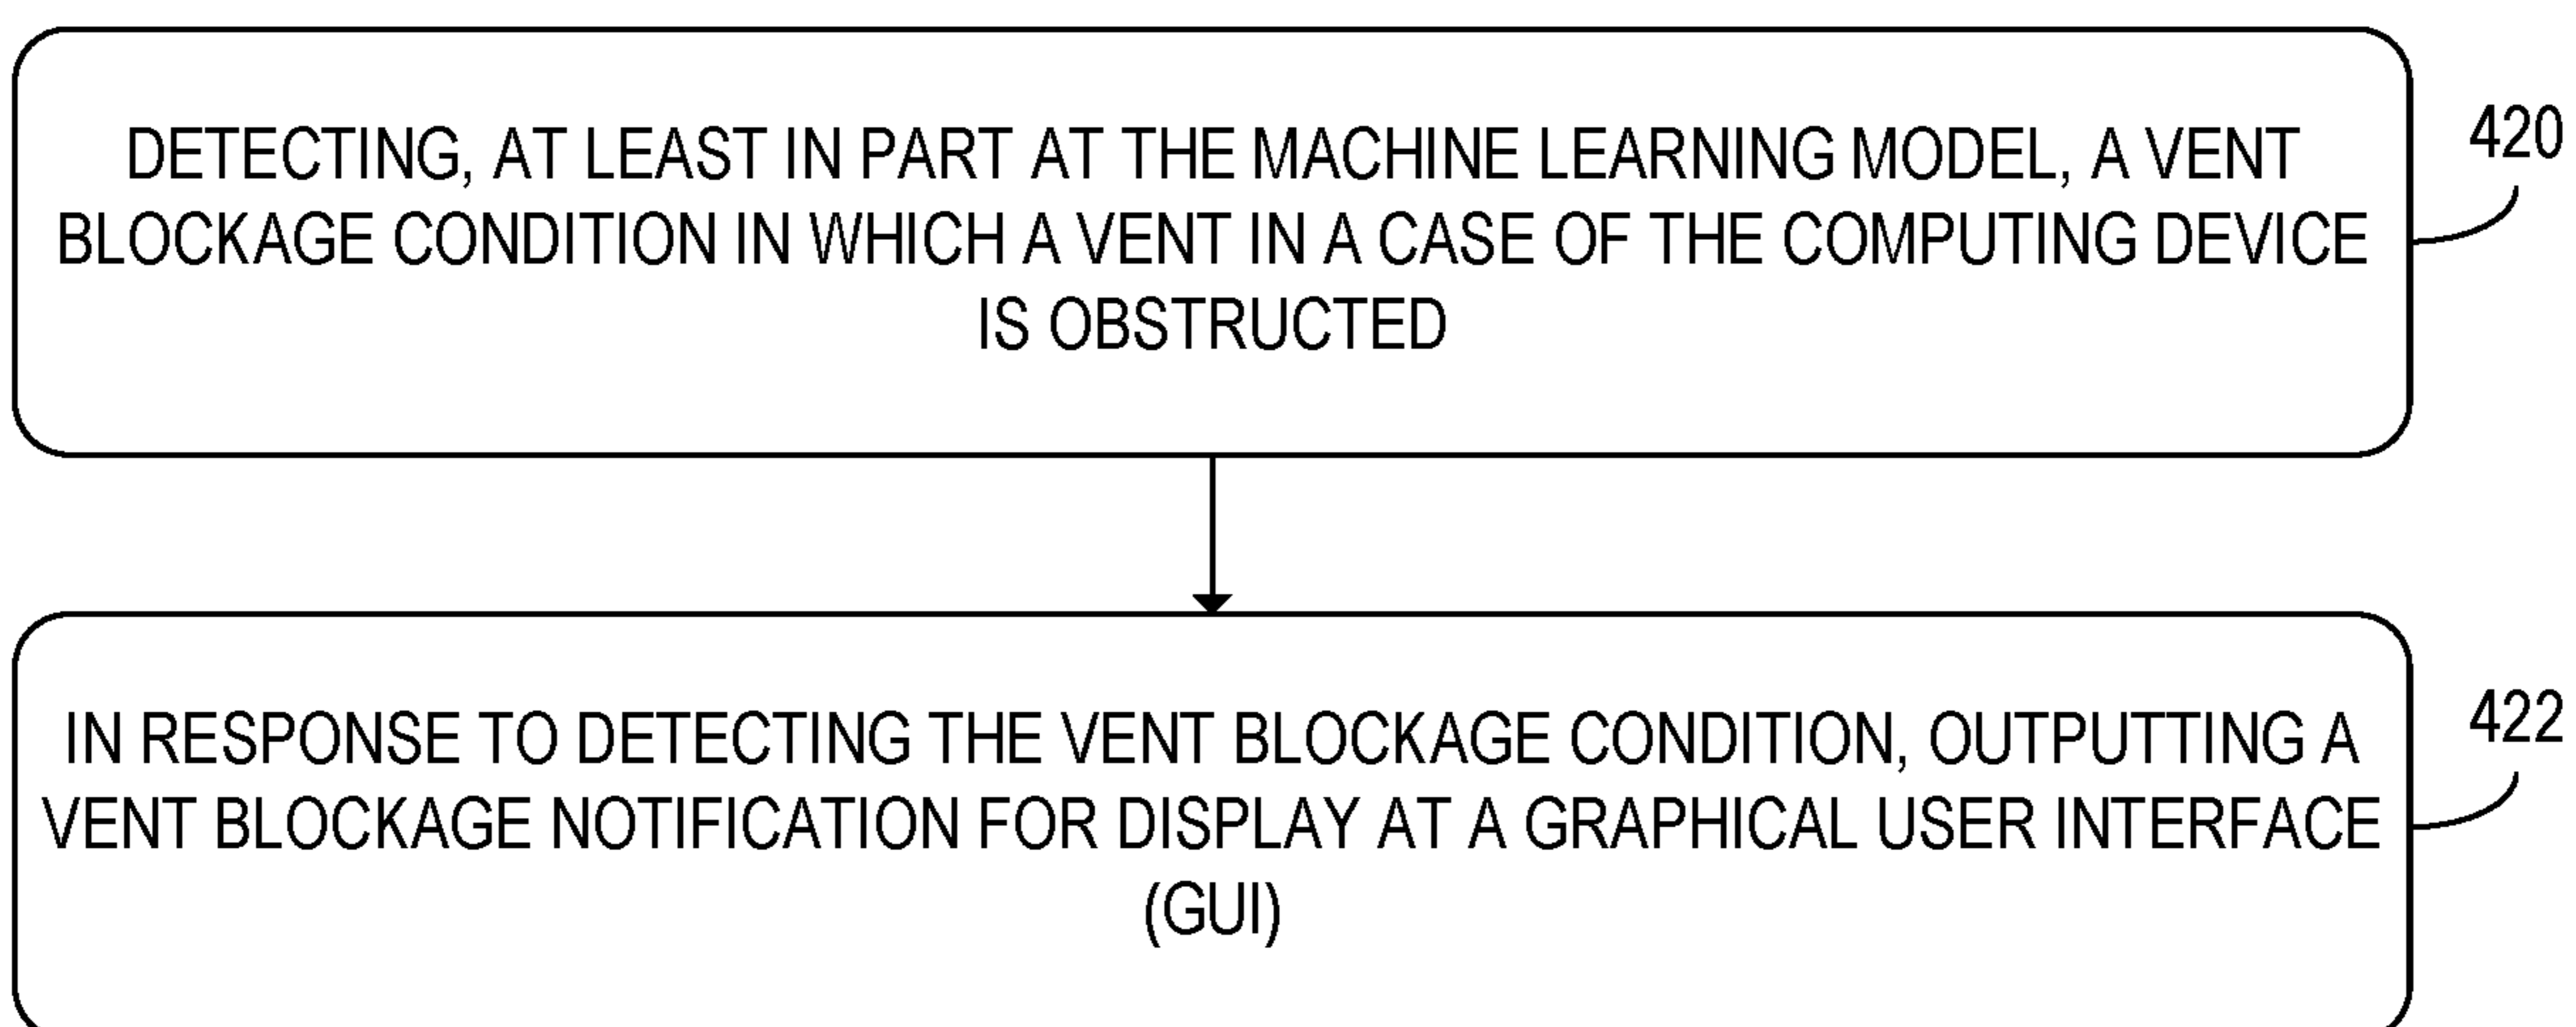 DETECTING, AT LEAST IN PART AT THE MACHINE LEARNING MODEL, A VENT
BLOCKAGE CONDITION IN WHICH A VENT IN A CASE OF THE COMPUTING DEVICE
IS OBSTRUCTED
420
IN RESPONSE TO DETECTING THE VENT BLOCKAGE CONDITION, OUTPUTTING A
VENT BLOCKAGE NOTIFICATION FOR DISPLAY AT A GRAPHICAL USER INTERFACE
(GUI)
422